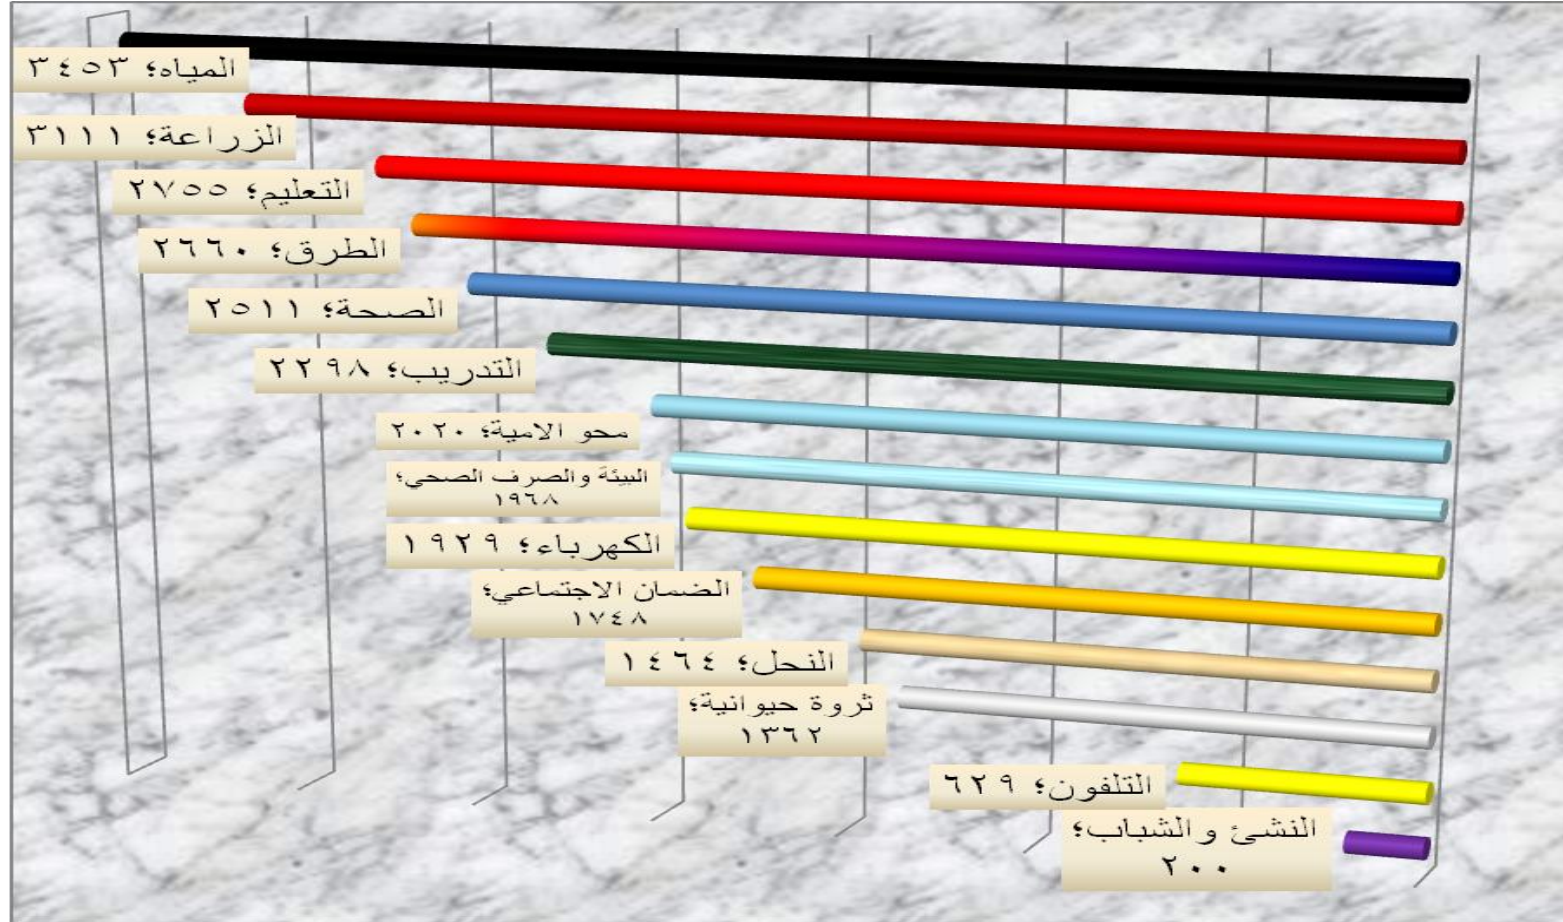 المياه؛ ٣٤٥٣
الزراعة؛ ٣١١١
التعليم؛ ٢٧٥٥
الطرق؛ ٢٦٦٠
الصحة؛ ٢٥١١
التدريب؛ ٢٢٩٨
محو الامية؛ ٢٠٢٠
البيئة والصرف الصحي؛
١٩٦٨
الكهرباء؛ ١٩٢٩
الضمان الاجتماعي؛
١٧٤٨
النحل؛ ١٤٦٤
ثروة حيوانية؛
١٣٦٢
التلفون؛ ٦٢٩
النشئ والشباب؛
٢٠٠